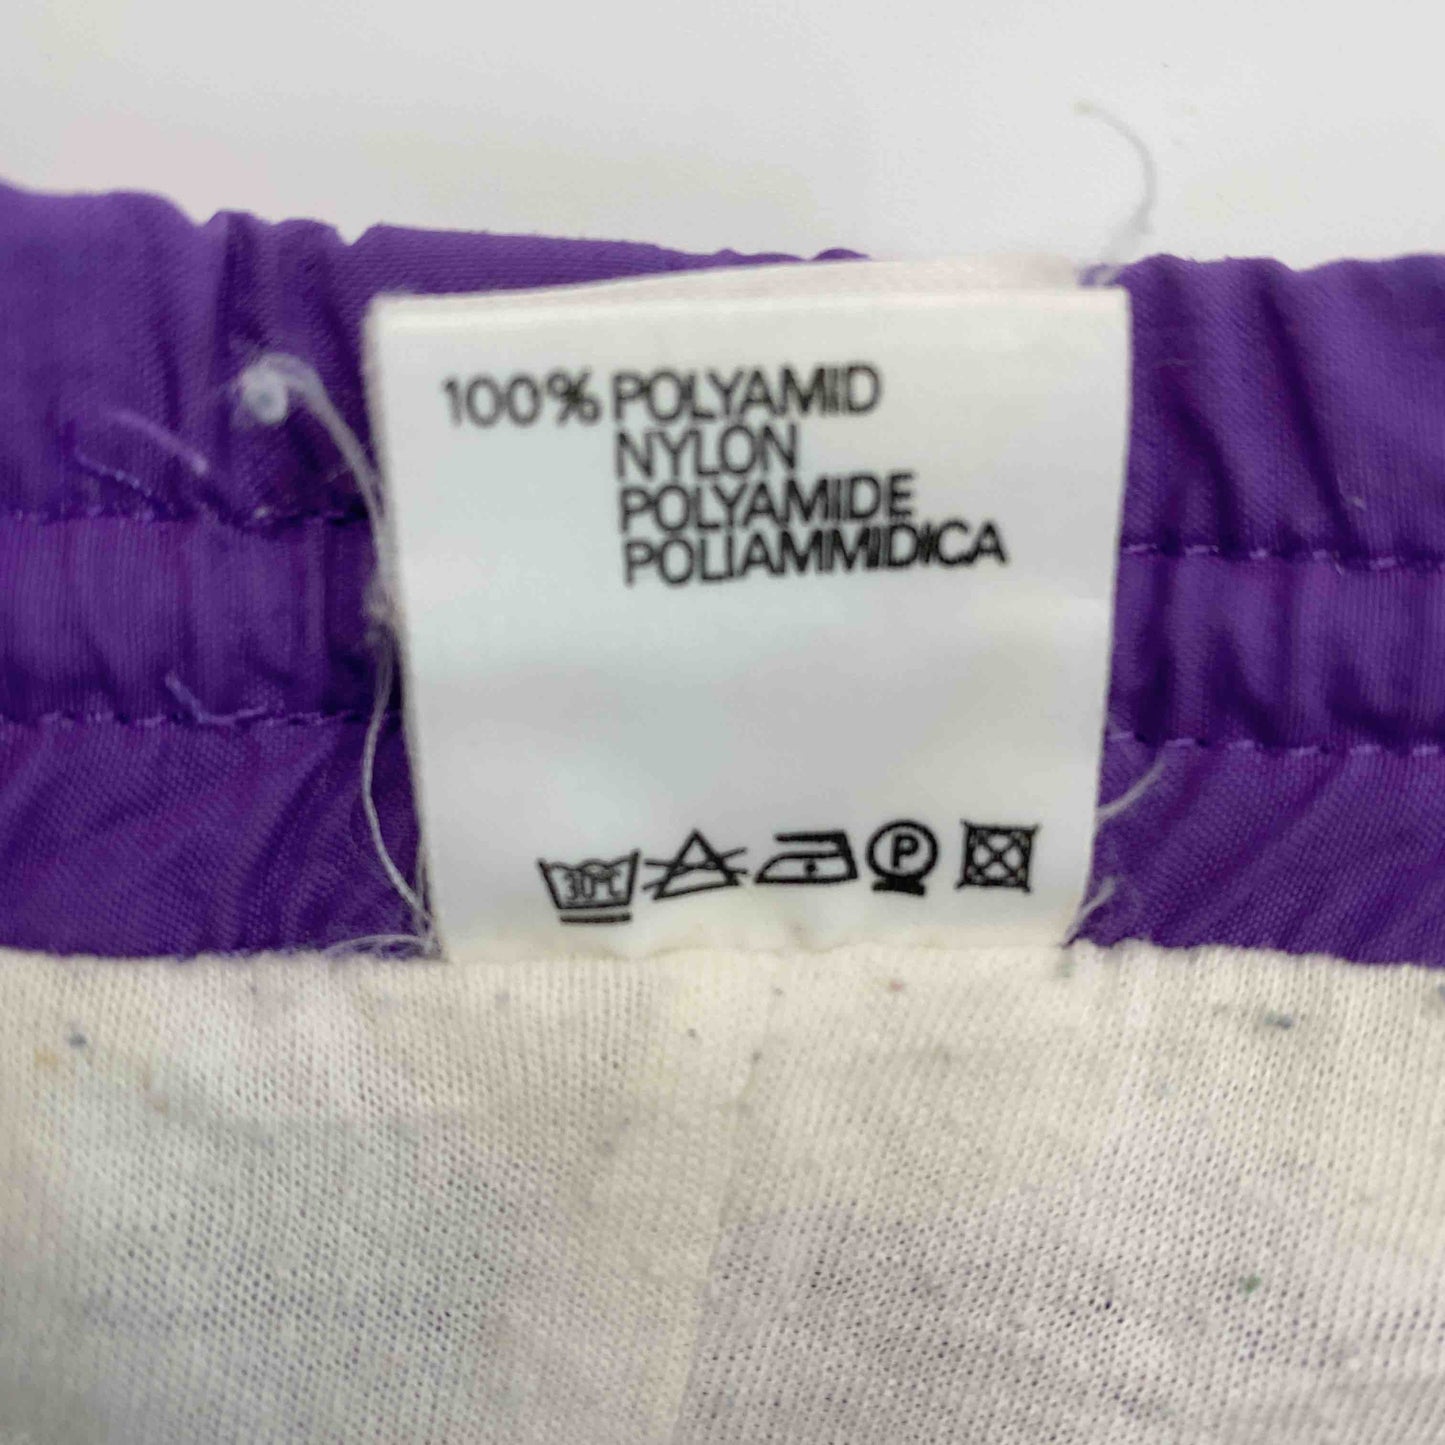 100% POLYAMID
NYLON
POLYAMIDE
POLIAMMIDICA
30°C P